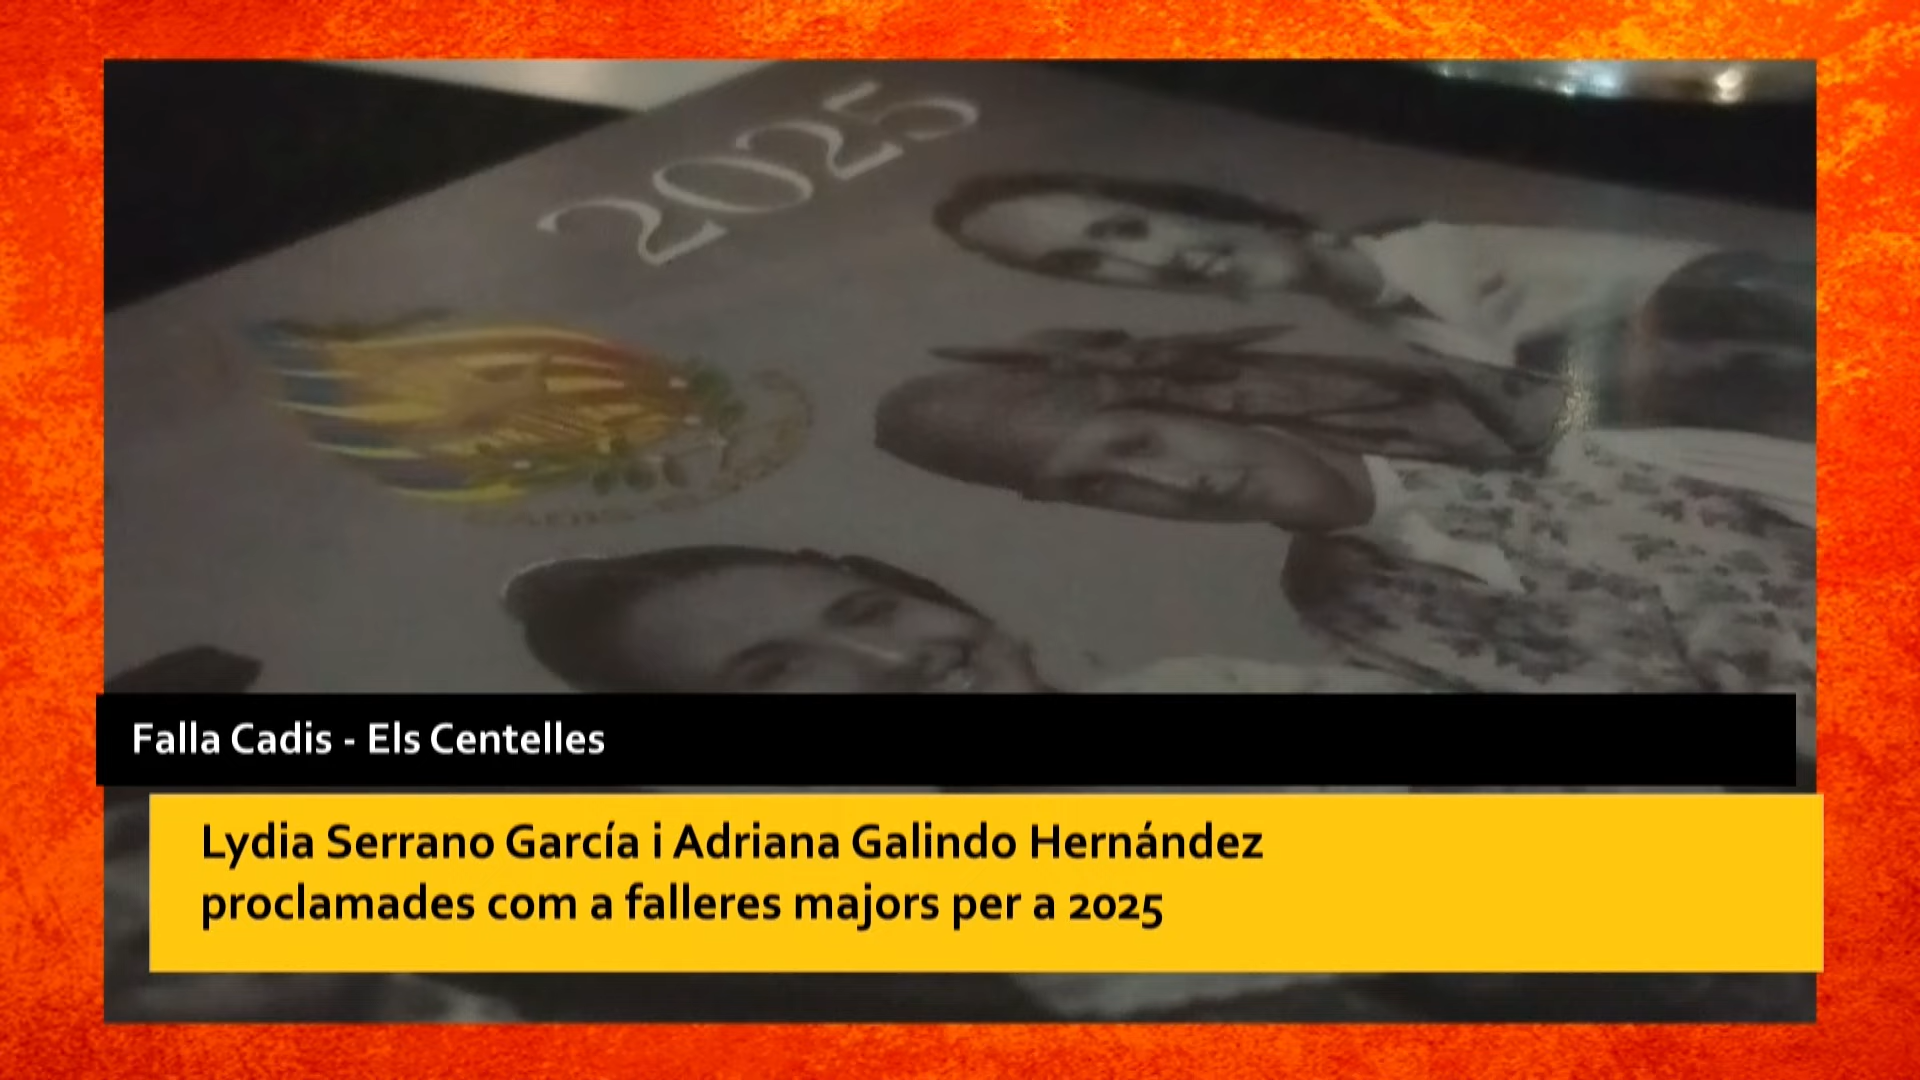 2025
Falla Cadis - Els Centelles
Lydia Serrano García i Adriana Galindo Hernández
proclamades com a falleres majors per a 2025